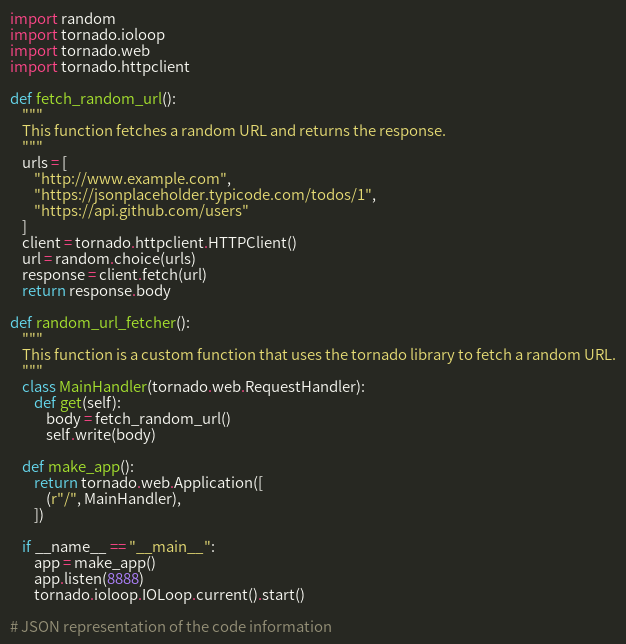 import random
import tornado.ioloop
import tornado.web
import tornado.httpclient

def fetch_random_url():
    """
    This function fetches a random URL and returns the response.
    """
    urls = [
        "http://www.example.com",
        "https://jsonplaceholder.typicode.com/todos/1",
        "https://api.github.com/users"
    ]
    client = tornado.httpclient.HTTPClient()
    url = random.choice(urls)
    response = client.fetch(url)
    return response.body

def random_url_fetcher():
    """
    This function is a custom function that uses the tornado library to fetch a random URL.
    """
    class MainHandler(tornado.web.RequestHandler):
        def get(self):
            body = fetch_random_url()
            self.write(body)

    def make_app():
        return tornado.web.Application([
            (r"/", MainHandler),
        ])

    if __name__ == "__main__":
        app = make_app()
        app.listen(8888)
        tornado.ioloop.IOLoop.current().start()

# JSON representation of the code information